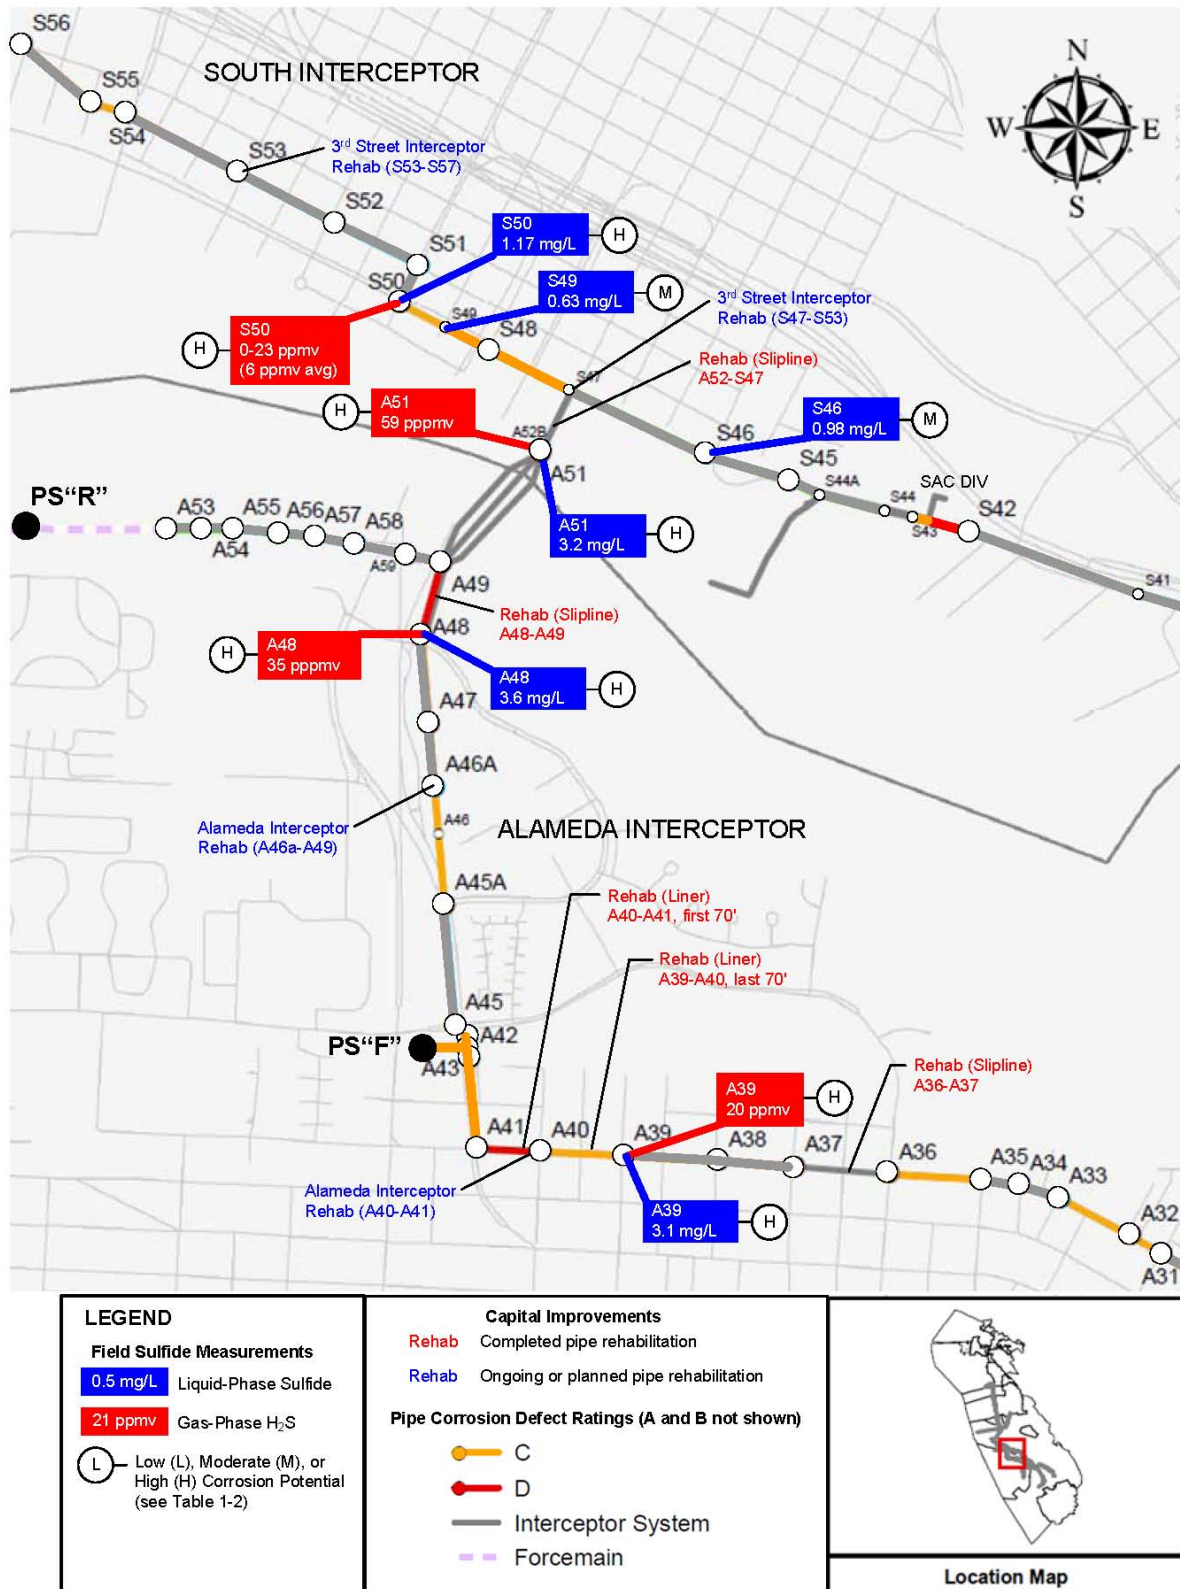 S56
SOUTH INTERCEPTOR
N
W
E
S
S55
S54
S53
3rd Street Interceptor
Rehab (S53-S57)
S52
S51
S50
1.17 mg/L
H
S50
S49
0.63 mg/L
M
S49
S48
3rd Street Interceptor
Rehab (S47-S53)
H
S50
0-23 ppmv
(6 ppmv avg)
Rehab (Slipline)
A52-S47
S47
H
A51
59 pppmv
A52B
S46
0.98 mg/L
M
S46
A51
S45
S44A
S44
SAC DIV
S43
S42
PS“R”
A53
A54
A55
A56
A57
A58
A59
A51
3.2 mg/L
H
A49
S41
Rehab (Slipline)
A48-A49
A48
H
A48
35 pppmv
A48
3.6 mg/L
H
A47
A46A
Alameda Interceptor
Rehab (A46a-A49)
A46
ALAMEDA INTERCEPTOR
A45A
Rehab (Liner)
A40-A41, first 70'
Rehab (Liner)
A39-A40, last 70'
A45
A42
PS“F”
A43
Rehab (Slipline)
A36-A37
A39
20 ppmv
H
A41
A40
A39
A38
A37
A36
A35
A34
A33
A32
A31
Alameda Interceptor
Rehab (A40-A41)
A39
3.1 mg/L
H
LEGEND
Field Sulfide Measurements
0.5 mg/L Liquid-Phase Sulfide
21 ppmv Gas-Phase H2S
L Low (L), Moderate (M), or
High (H) Corrosion Potential
(see Table 1-2)
Capital Improvements
Rehab Completed pipe rehabilitation
Rehab Ongoing or planned pipe rehabilitation
Pipe Corrosion Defect Ratings (A and B not shown)
C
D
Interceptor System
Forcemain
Location Map